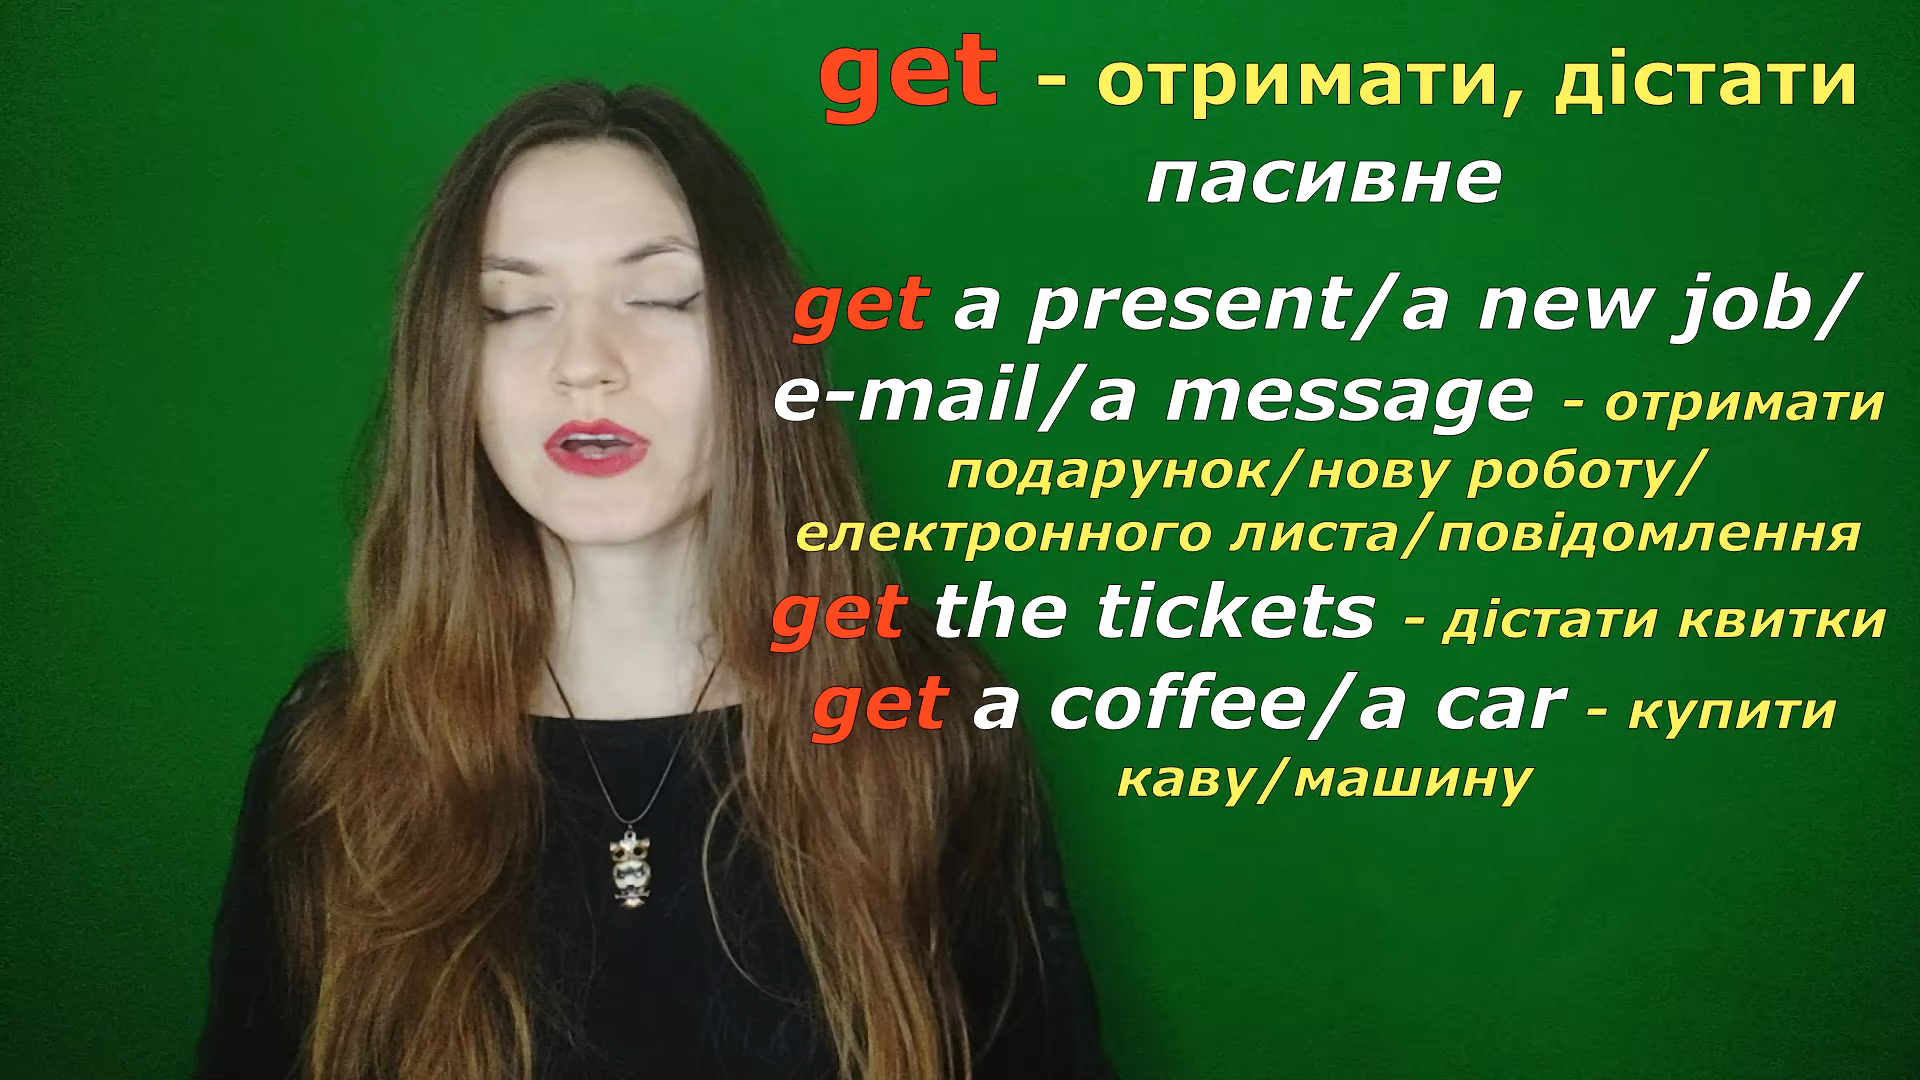 get - отримати, дістати
пасивне
get a present/a new job/
e-mail/a message - отримати
подарунок/нову роботу/
електронного листа/повідомлення
get the tickets - дістати квитки
get a coffee/a car - купити
каву/машину